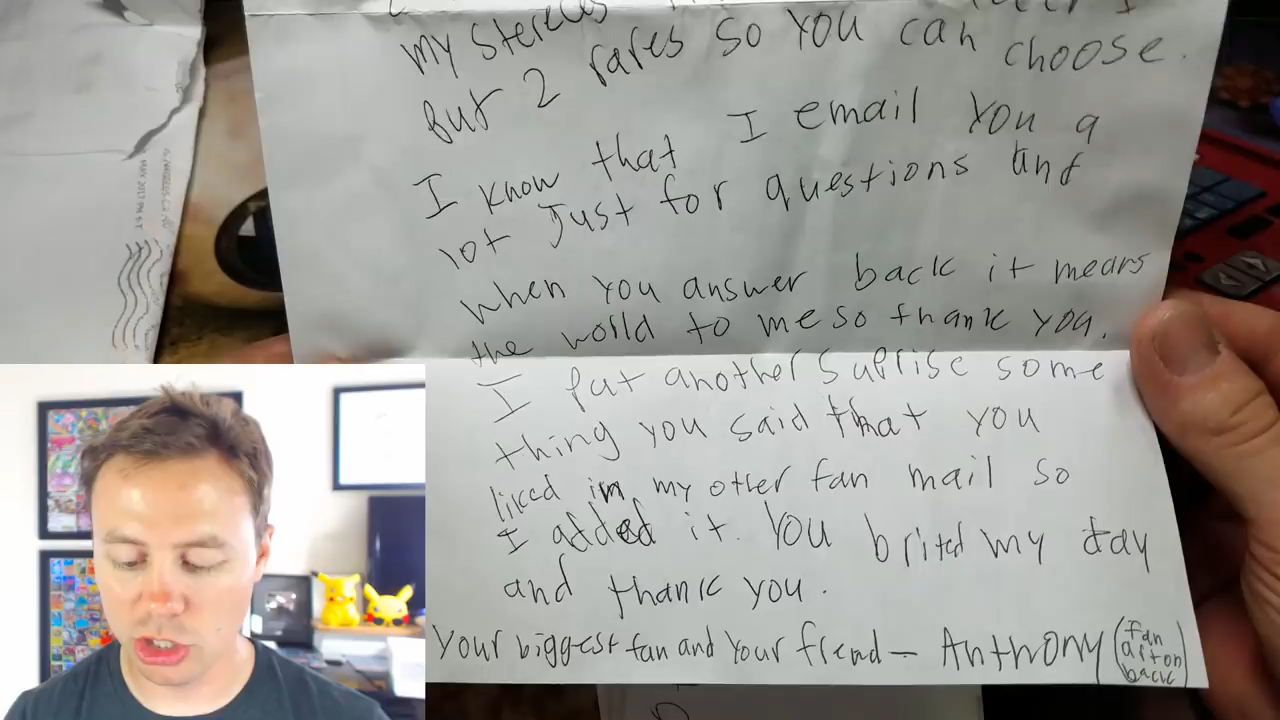 my
but 2 rares so you can choose.
I know that I email you a
lot Just for questions and
when you answer back it means
the world to me so thank you.
I put another suprise some
thing you said that you
liked in my other fan mail so
I added it. You brited my day
and thank you.
Your biggest fan and your friend - Anthony (fan
art on
back)